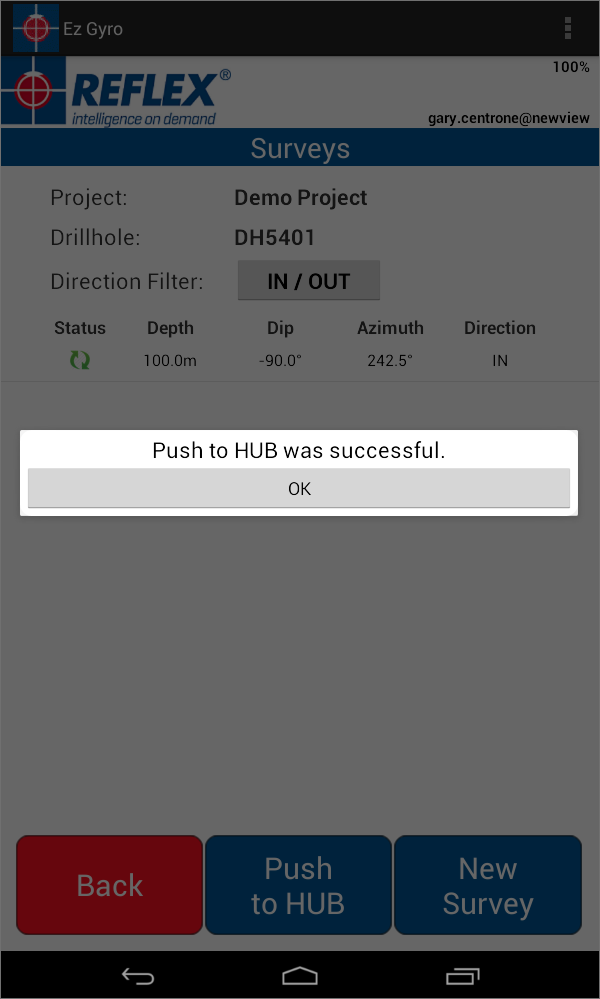 Ez Gyro
100%
REFLEX®
intelligence on demand
gary.centrone@newview
Surveys
Project: Demo Project
Drillhole: DH5401
Direction Filter: IN / OUT
Status Depth Dip Azimuth Direction
100.0m -90.0° 242.5° IN
Push to HUB was successful.
OK
Back
Push
to HUB
New
Survey